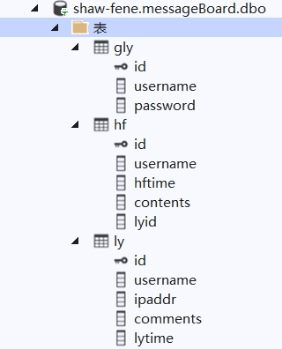 shaw-fene.messageBoard.dbo
表
gly
id
username
password
hf
id
username
hftime
contents
lyid
ly
id
username
ipaddr
comments
lytime